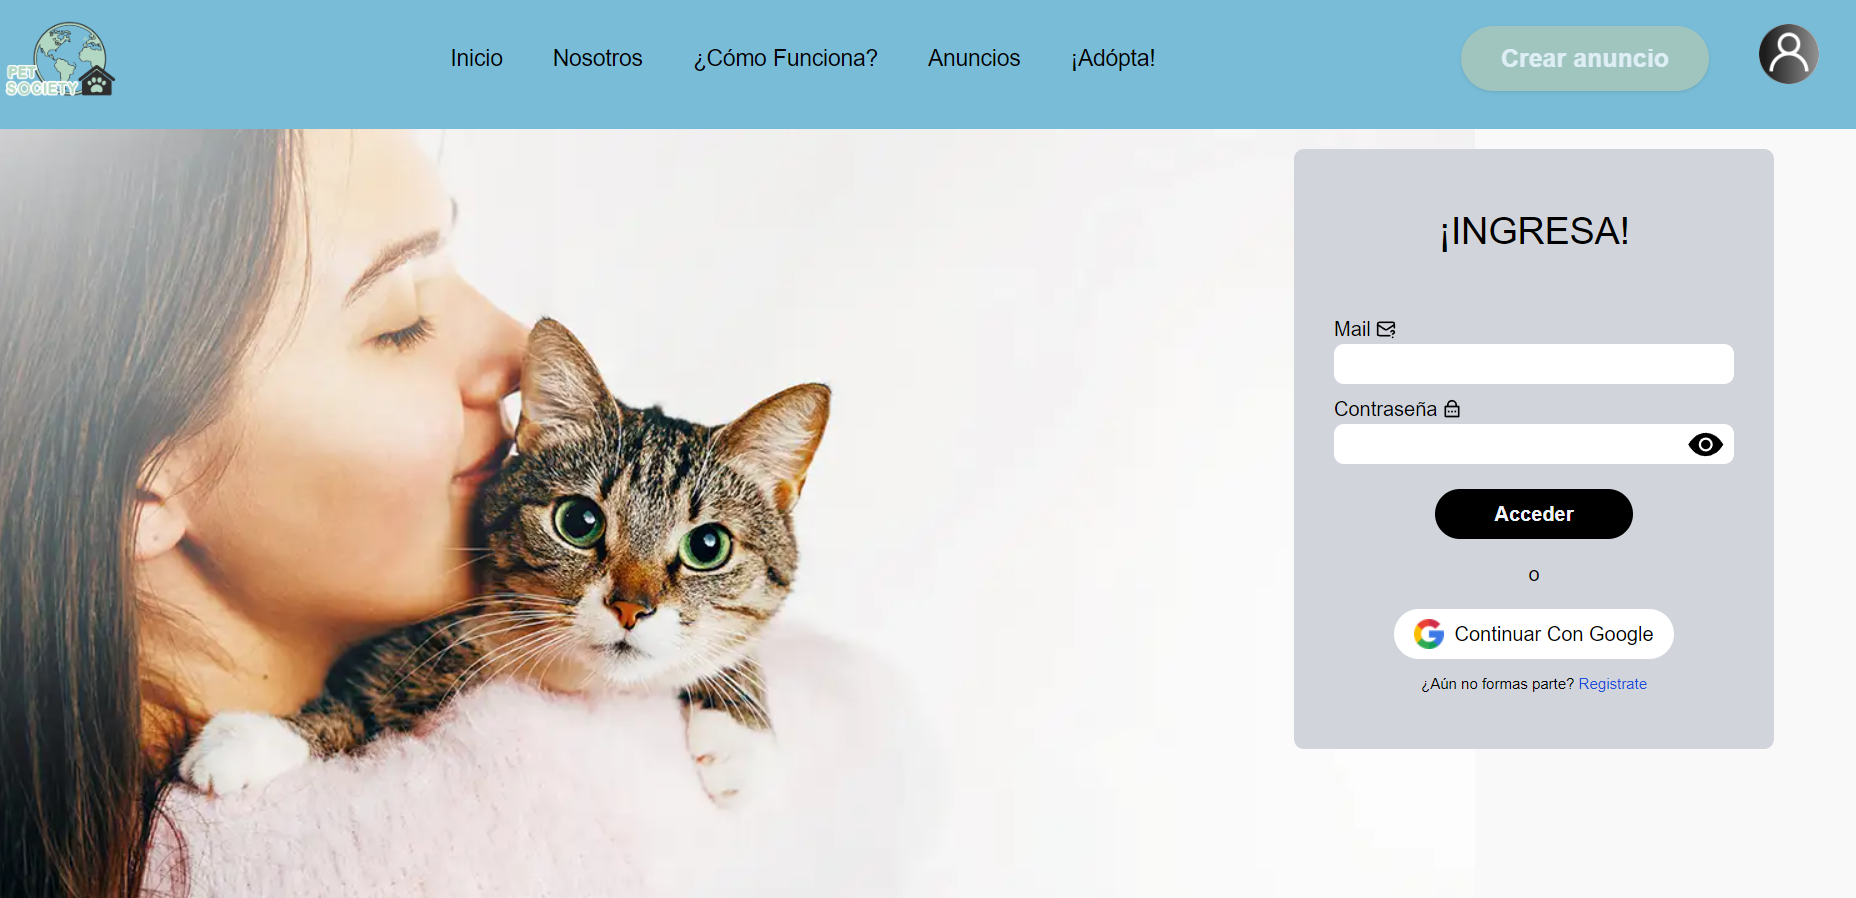 PET
SOCIETY
Inicio
Nosotros
¿Cómo Funciona?
Anuncios
¡Adópta!
Crear anuncio
¡INGRESA!
Mail
Contraseña
Acceder
o
Continuar Con Google
¿Aún no formas parte? Registrate